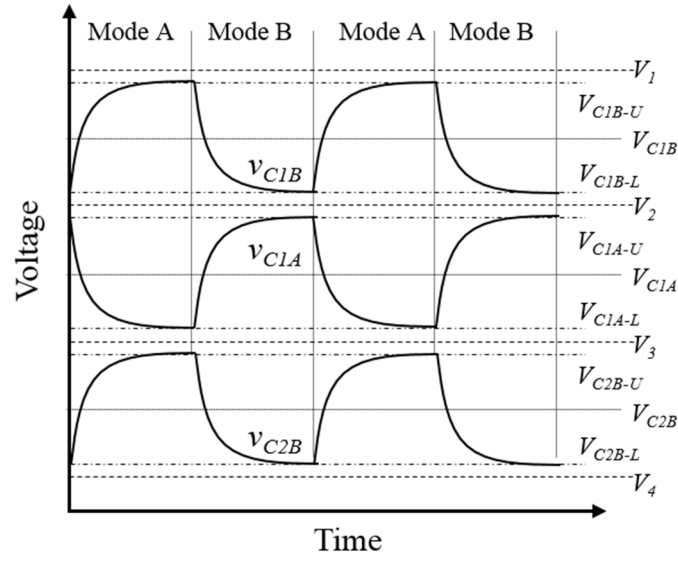 Mode A Mode B Mode A Mode B
V1
VC1B-U
VC1B
vC1B
VC1B-L
V2
VC1A-U
vC1A
VC1A
VC1A-L
V3
VC2B-U
VC2B
vC2B
VC2B-L
V4
Voltage
Time